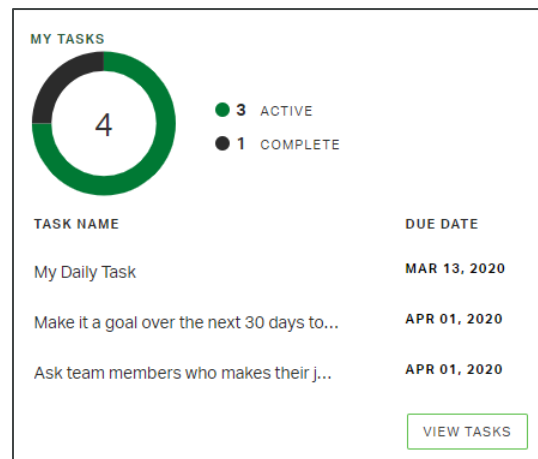 MY TASKS
4
3 ACTIVE
1 COMPLETE
TASK NAME DUE DATE
My Daily Task MAR 13, 2020
Make it a goal over the next 30 days to... APR 01, 2020
Ask team members who makes their j... APR 01, 2020
VIEW TASKS